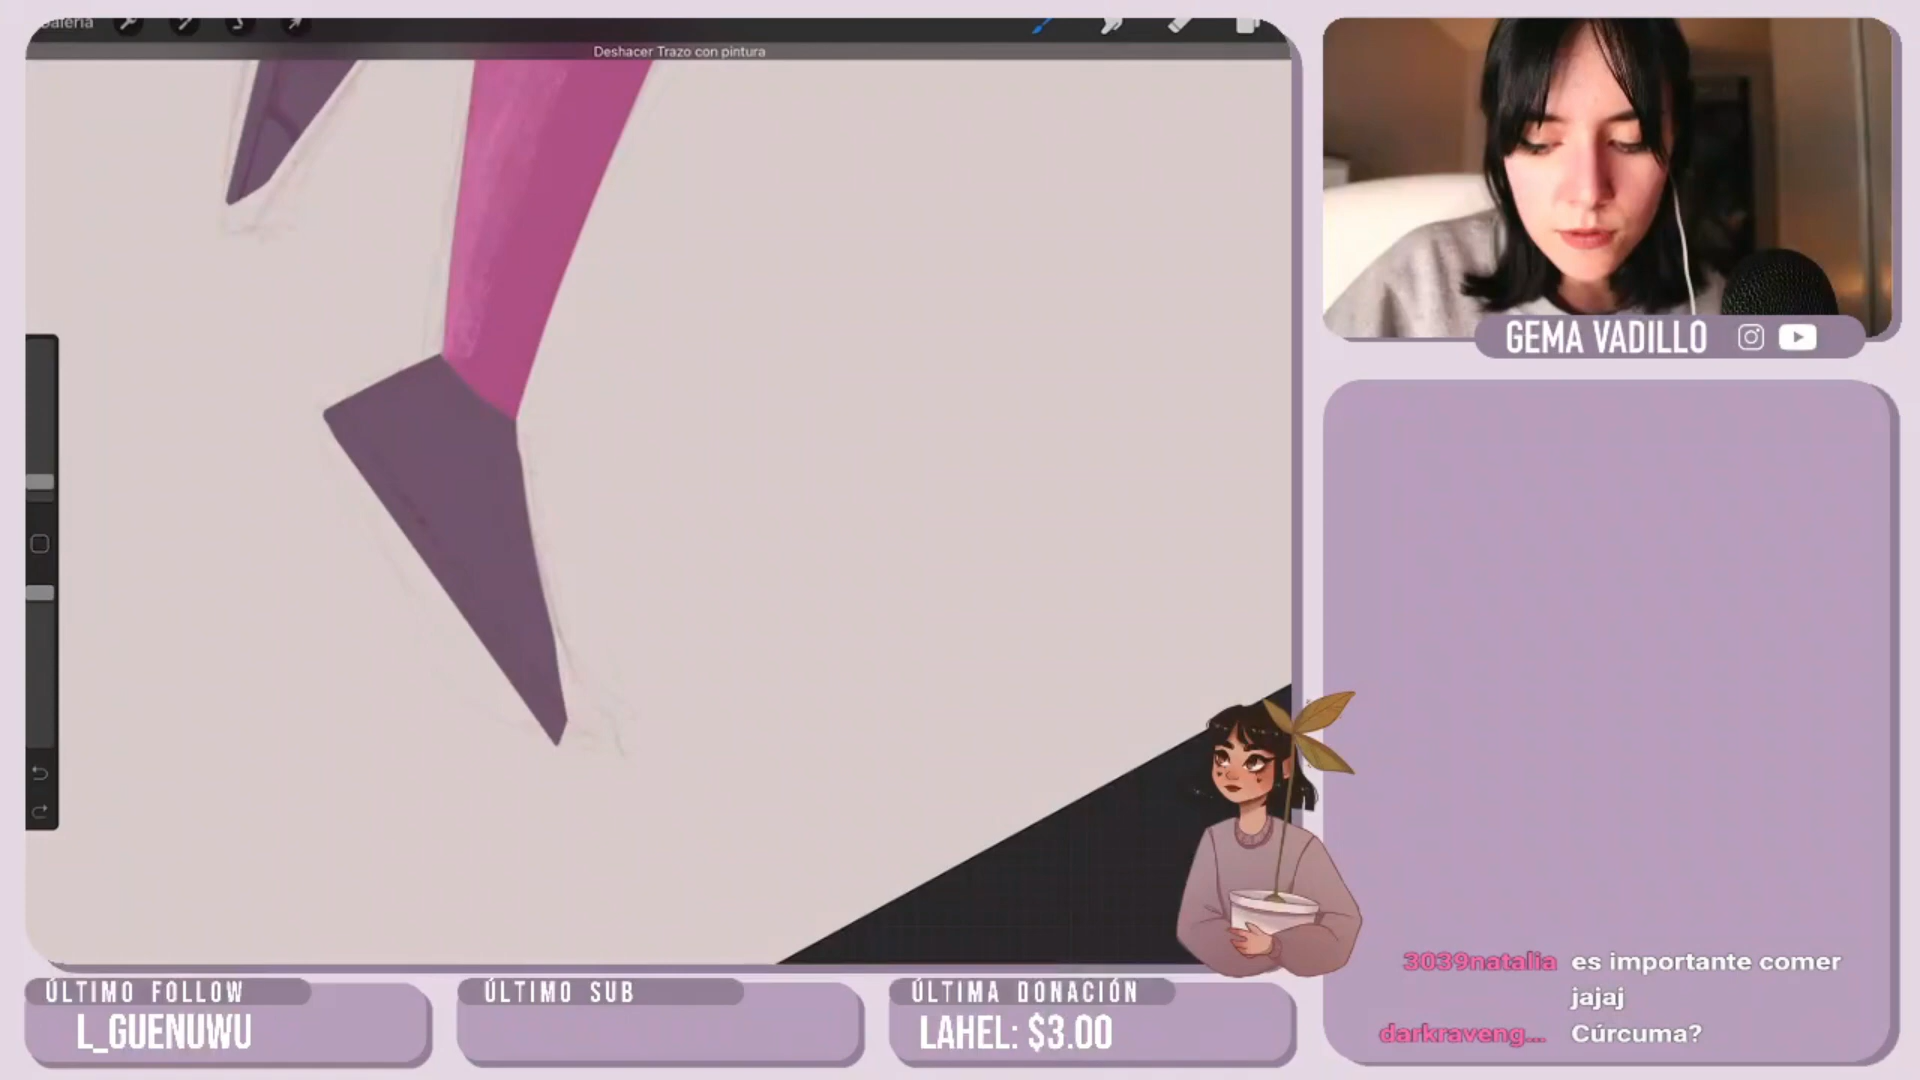 Galería
Deshacer Trazo con pintura
GEMA VADILLO
3039natalia es importante comer
jajaj
darkraveng... Cúrcuma?
ÚLTIMO FOLLOW
L_GUENUWU
ÚLTIMO SUB
ÚLTIMA DONACIÓN
LAHEL: $3.00